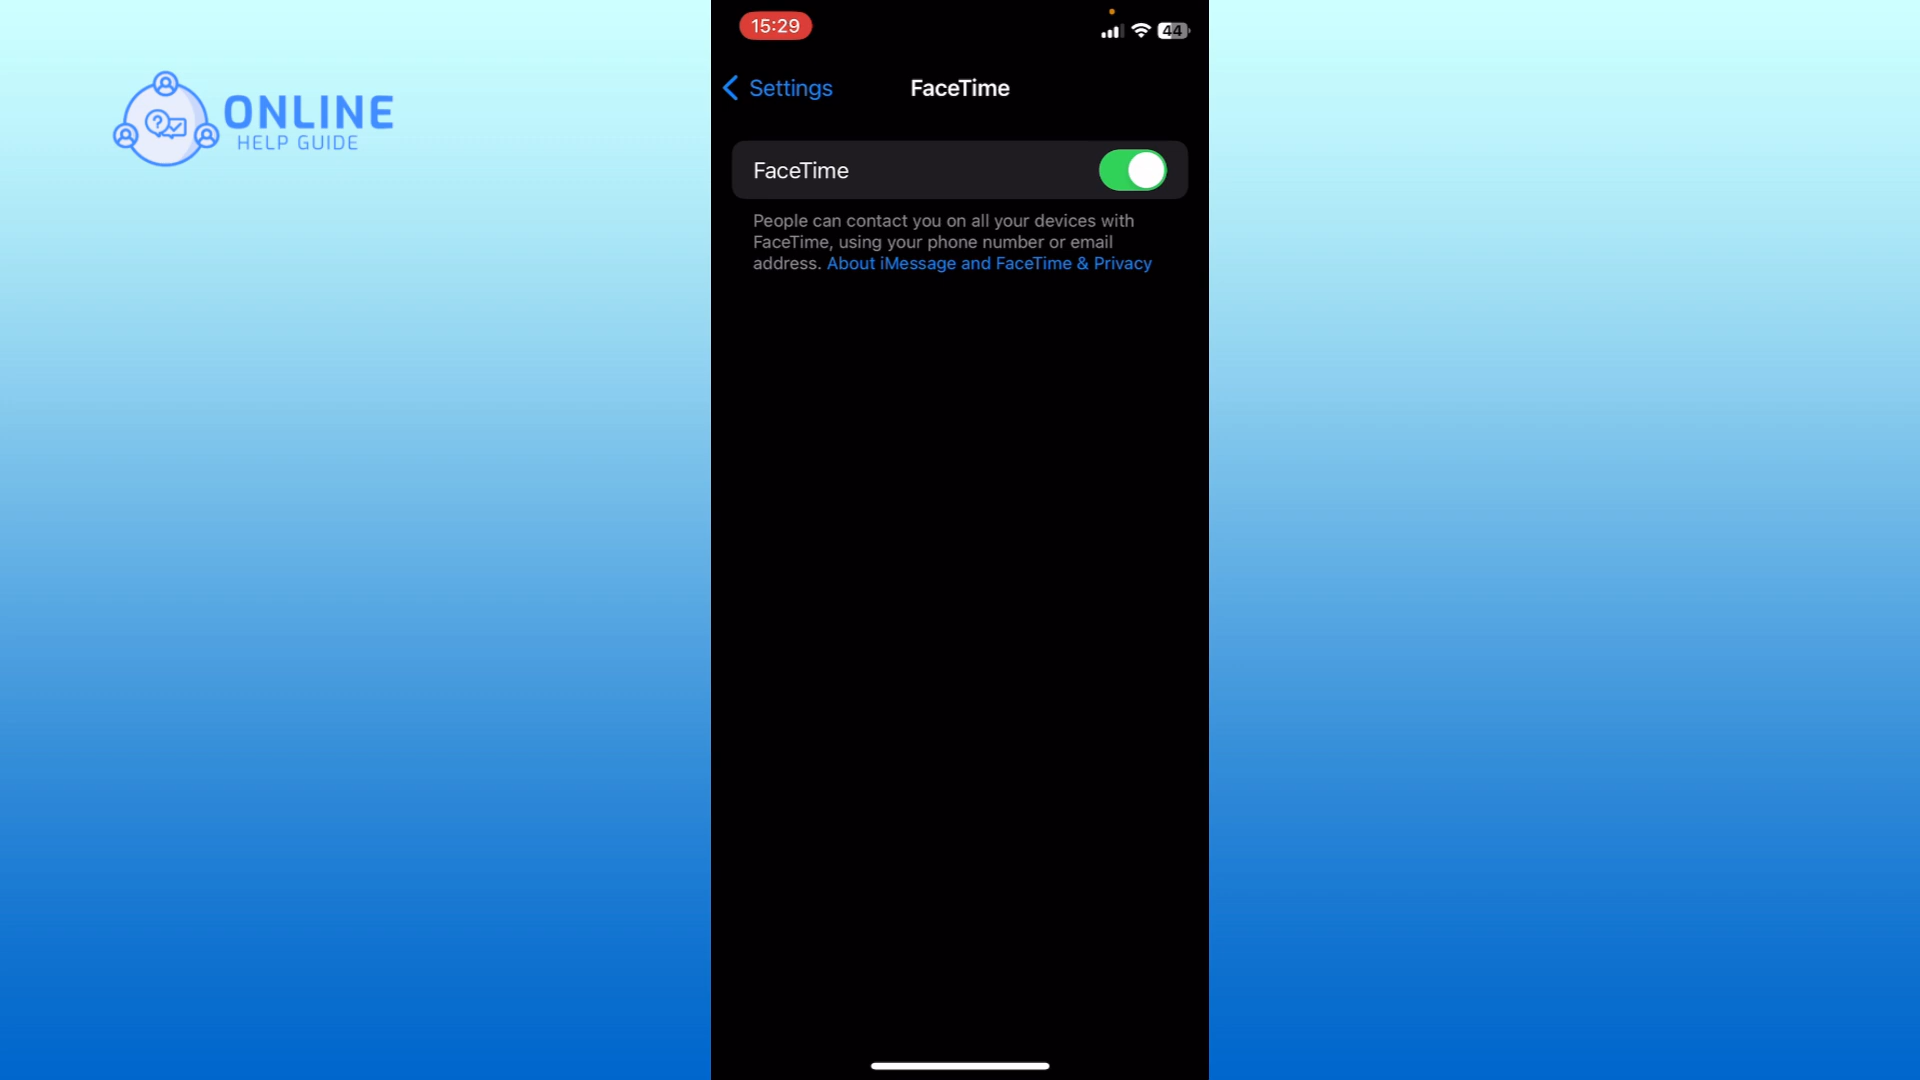 15:29
44
ONLINE
HELP GUIDE
Settings
FaceTime
FaceTime
People can contact you on all your devices with
FaceTime, using your phone number or email
address. About iMessage and FaceTime & Privacy